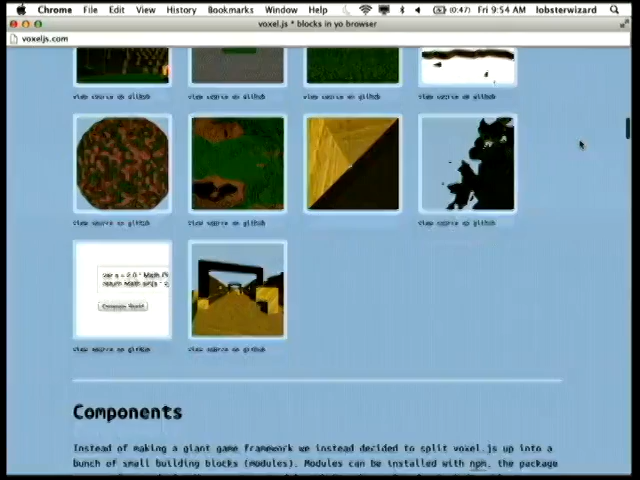 Chrome File Edit View History Bookmarks Window Help (0:47) Fri 9:54 AM lobsterwizard
voxel.js * blocks in yo browser
voxeljs.com
view source on github view source on github view source on github view source on github
view source on github view source on github view source on github view source on github
Compute World!
view source on github view source on github
Components
Instead of making a giant game framework we instead decided to split voxel.js up into a
bunch of small building blocks (modules). Modules can be installed with npm, the package